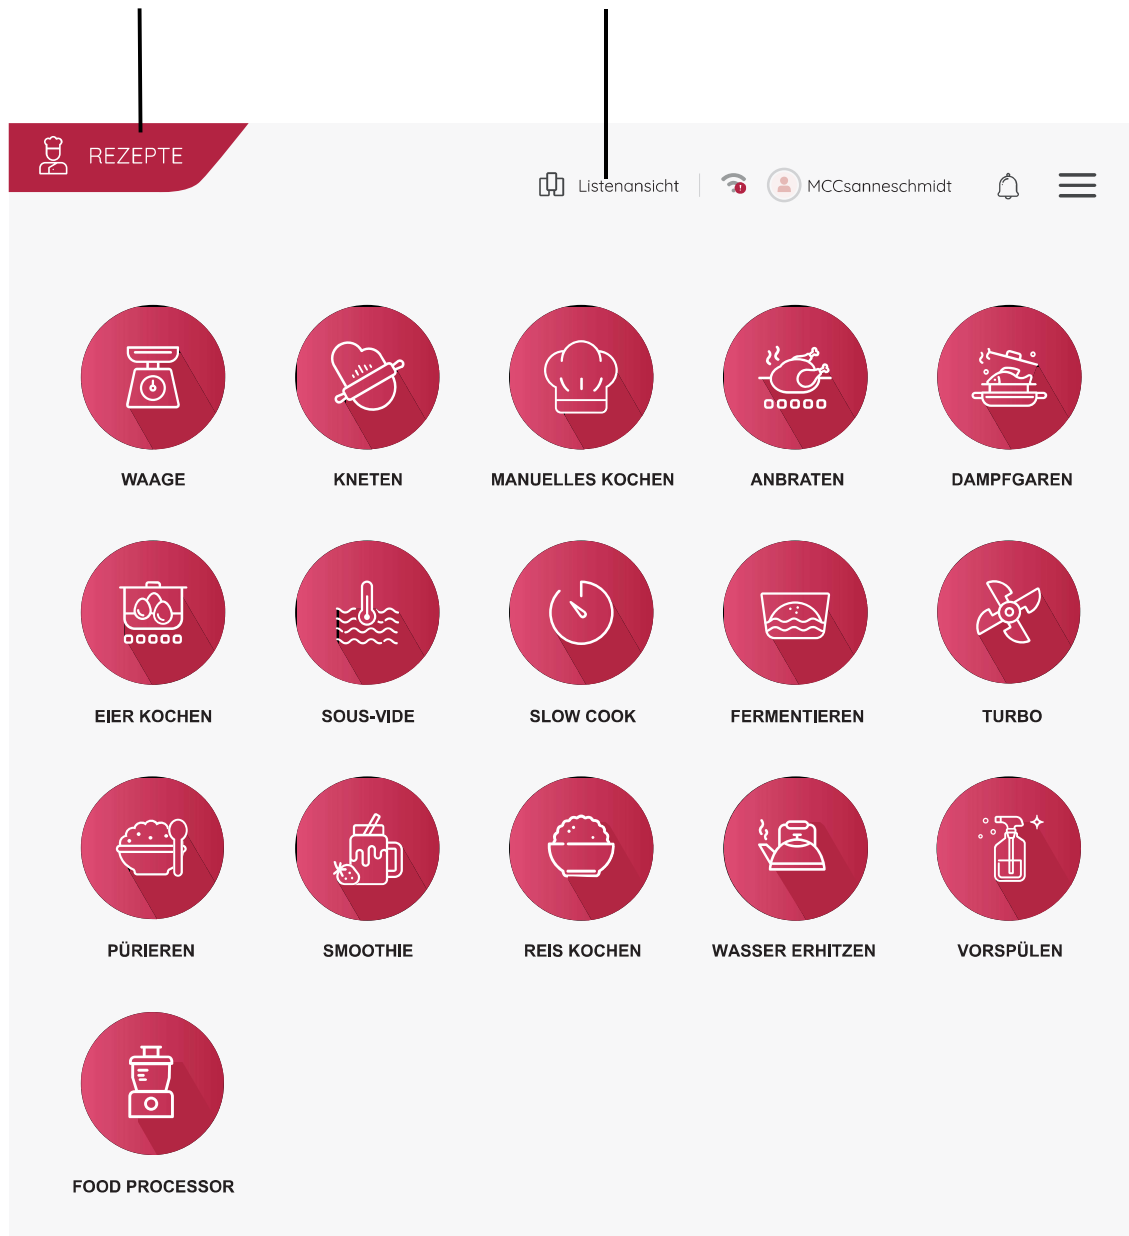 REZEPTE
Listenansicht
MCCsanneschmidt
WAAGE
KNETEN
MANUELLES KOCHEN
ANBRATEN
DAMPFGAREN
EIER KOCHEN
SOUS-VIDE
SLOW COOK
FERMENTIEREN
TURBO
PÜRIEREN
SMOOTHIE
REIS KOCHEN
WASSER ERHITZEN
VORSPÜLEN
FOOD PROCESSOR